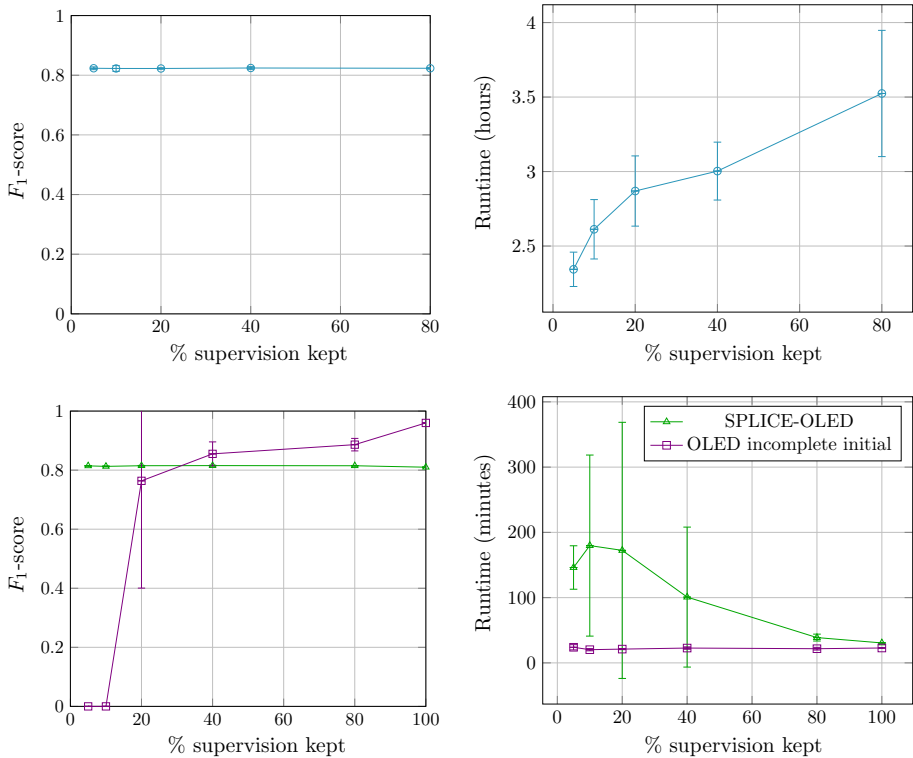 1
0.8
0.6
0.4
0.2
0
0 20 40 60 80
F1-score
% supervision kept
4
3.5
3
2.5
0 20 40 60 80
Runtime (hours)
% supervision kept
1
0.8
0.6
0.4
0.2
0
0 20 40 60 80 100
F1-score
% supervision kept
400
300
200
100
0
0 20 40 60 80 100
Runtime (minutes)
% supervision kept
SPLICE-OLED
OLED incomplete initial